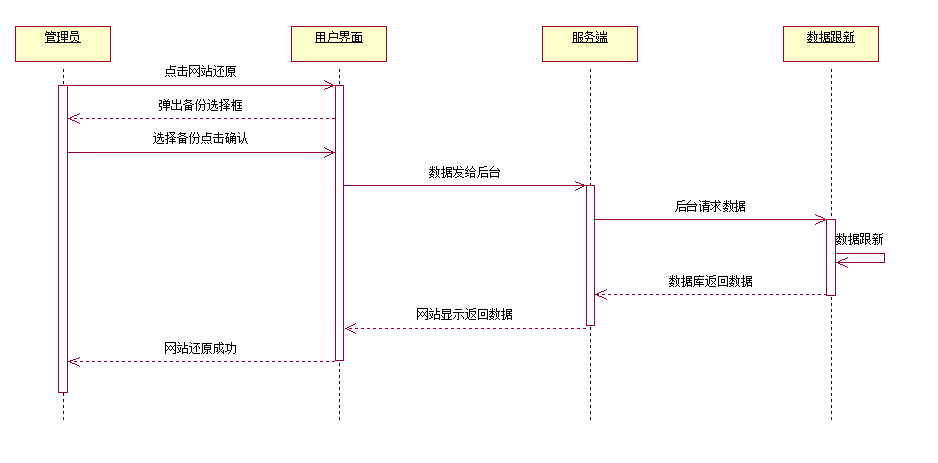 管理员
用户界面
服务端
数据跟新
点击网站还原
弹出备份选择框
选择备份点击确认
数据发给后台
后台请求数据
数据跟新
数据库返回数据
网站显示返回数据
网站还原成功